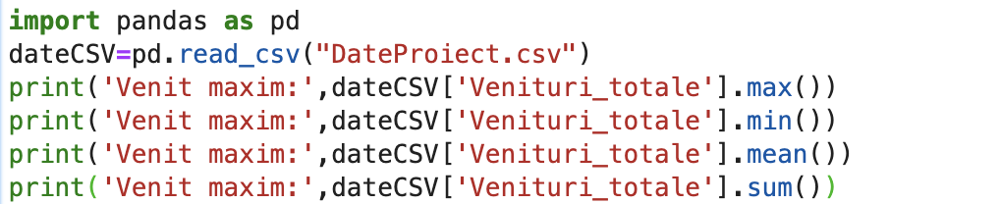 import pandas as pd
dateCSV=pd.read_csv("DateProiect.csv")
print('Venit maxim:',dateCSV['Venituri_totale'].max())
print('Venit maxim:',dateCSV['Venituri_totale'].min())
print('Venit maxim:',dateCSV['Venituri_totale'].mean())
print('Venit maxim:',dateCSV['Venituri_totale'].sum())